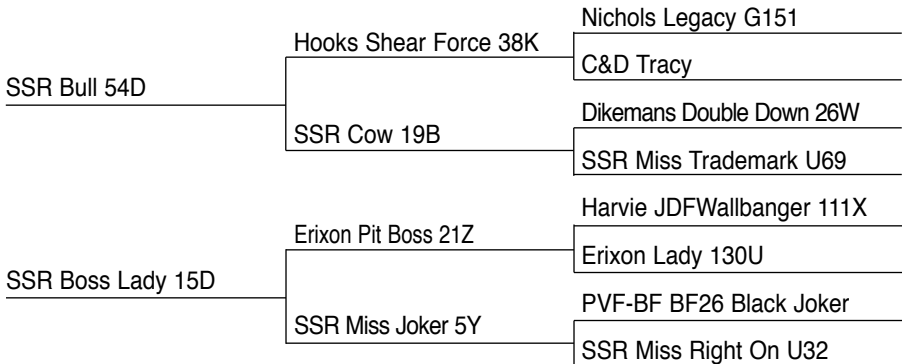 Nichols Legacy G151
Hooks Shear Force 38K
C&D Tracy
SSR Bull 54D
Dikemans Double Down 26W
SSR Cow 19B
SSR Miss Trademark U69
Harvie JDFWallbanger 111X
Erixon Pit Boss 21Z
Erixon Lady 130U
SSR Boss Lady 15D
PVF-BF BF26 Black Joker
SSR Miss Joker 5Y
SSR Miss Right On U32